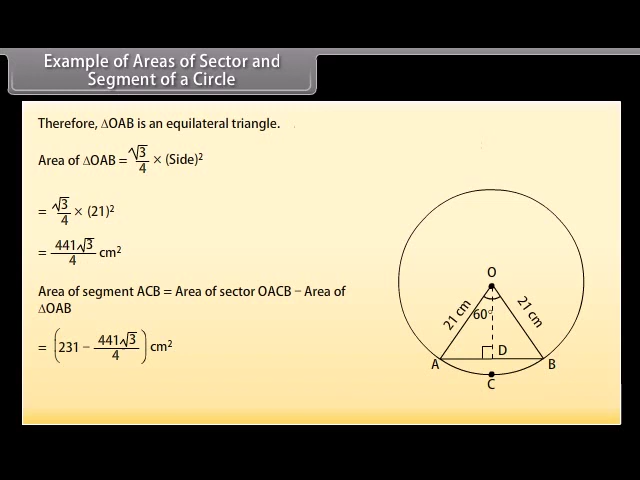 Example of Areas of Sector and
Segment of a Circle
Therefore, ∆OAB is an equilateral triangle.
Area of ∆OAB = √3/4 × (Side)²
= √3/4 × (21)²
= 441√3/4 cm²
Area of segment ACB = Area of sector OACB − Area of
∆OAB
= (231 − 441√3/4) cm²
O
21 cm
60°
21 cm
A
D
B
C